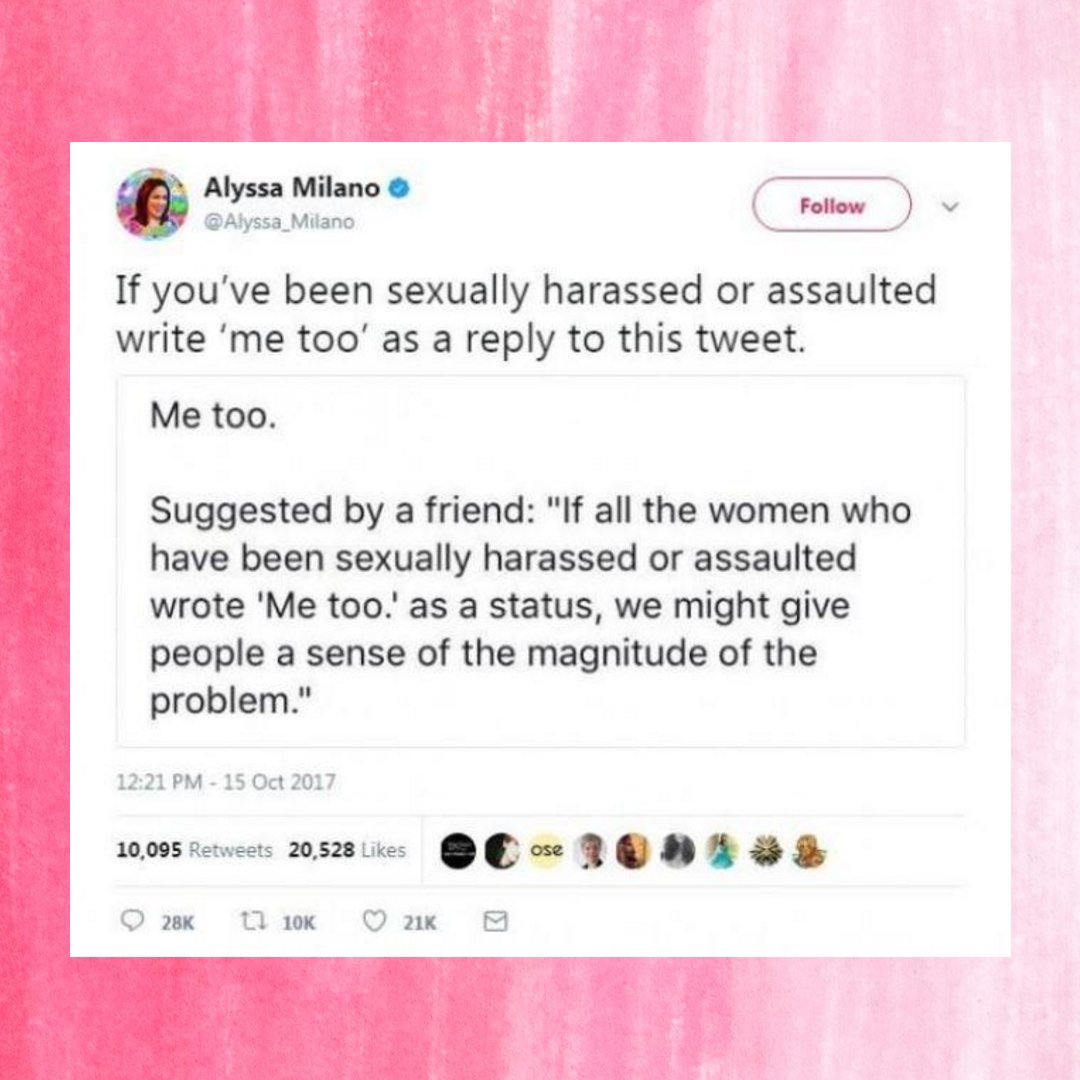 Alyssa Milano
@Alyssa_Milano
Follow
If you’ve been sexually harassed or assaulted
write ‘me too’ as a reply to this tweet.
Me too.
Suggested by a friend: "If all the women who
have been sexually harassed or assaulted
wrote 'Me too.' as a status, we might give
people a sense of the magnitude of the
problem."
12:21 PM - 15 Oct 2017
10,095 Retweets 20,528 Likes
ose
28K 10K 21K